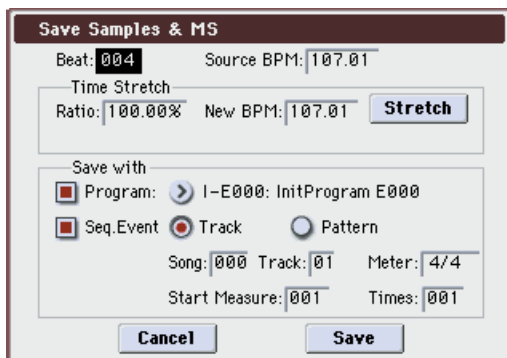 Save Samples & MS
Beat: 004 Source BPM: 107.01
Time Stretch
Ratio: 100.00% New BPM: 107.01 Stretch
Save with
Program: I-E000: InitProgram E000
Seq.Event Track Pattern
Song: 000 Track: 01 Meter: 4/4
Start Measure: 001 Times: 001
Cancel Save